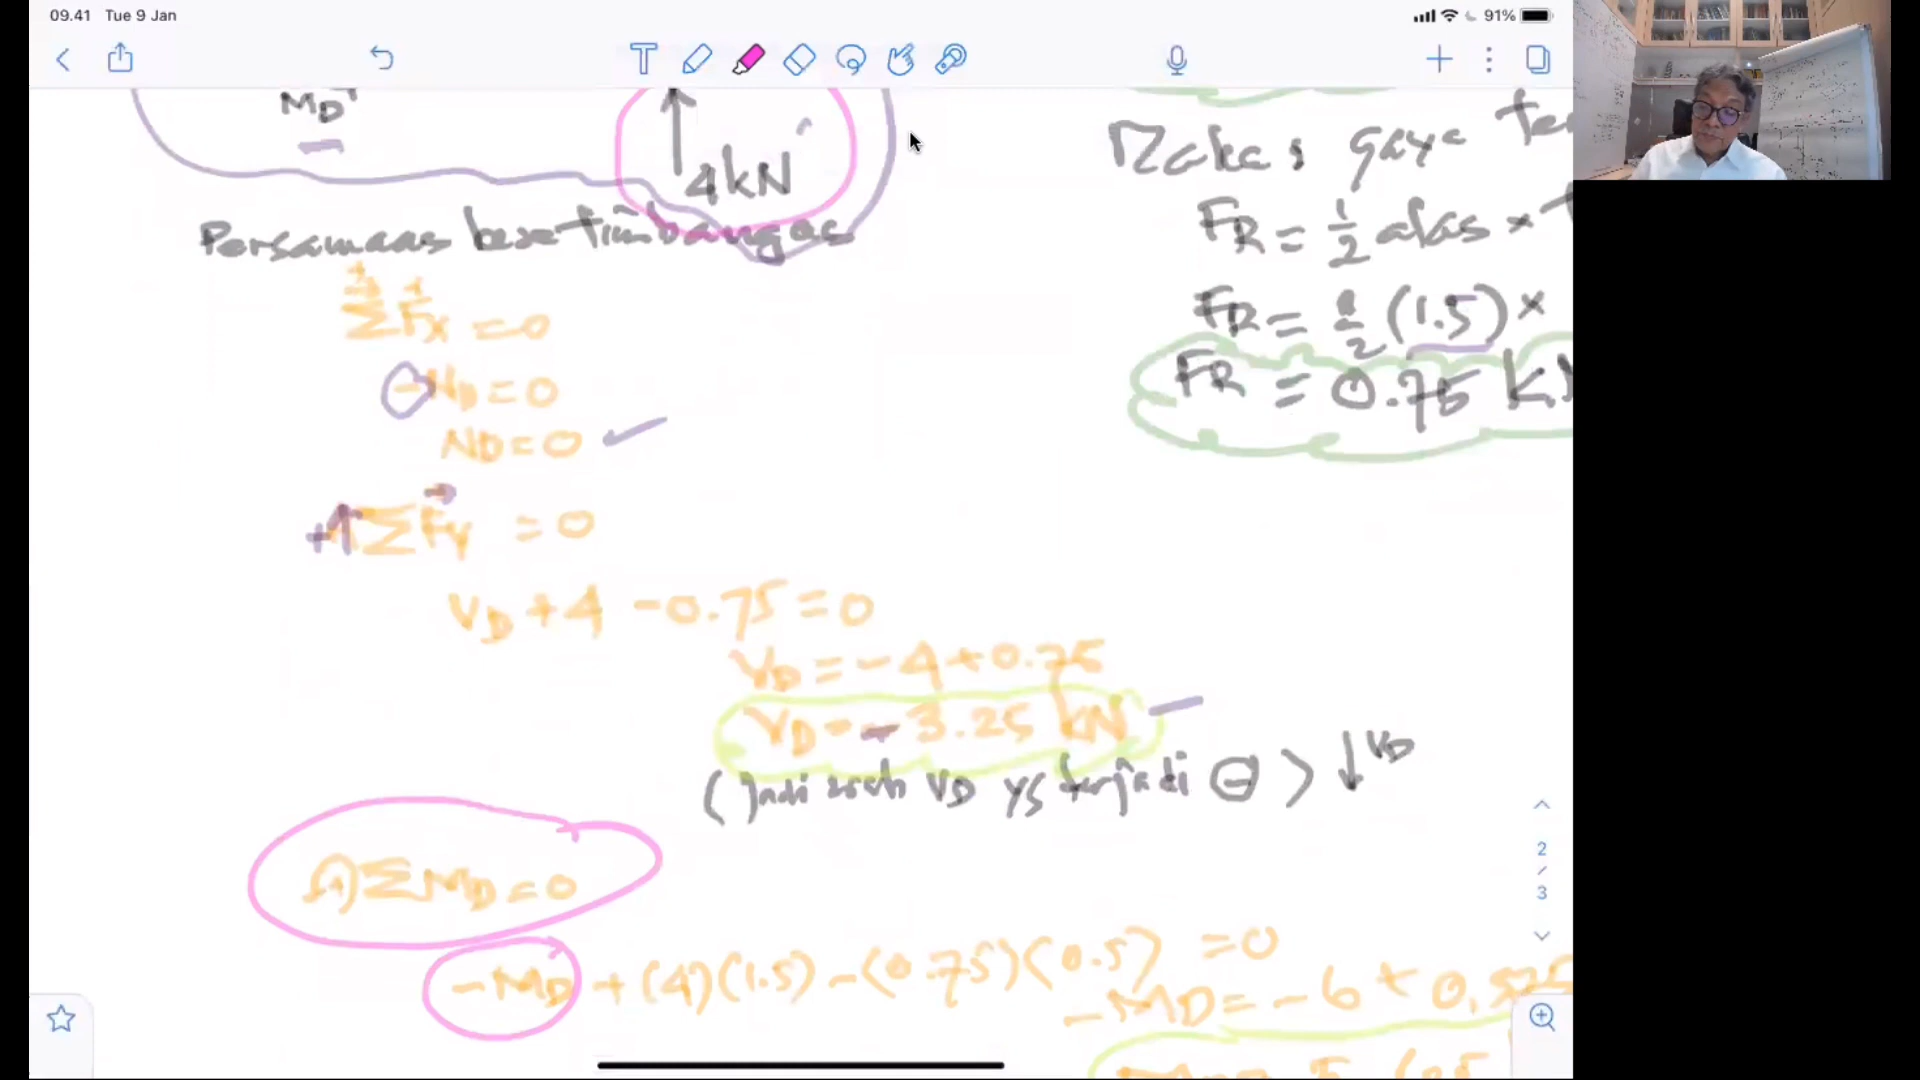 09.41 Tue 9 Jan
91%
MD
4kN
Persamaan kesetimbangan
ΣFx = 0
-ND = 0
ND = 0
+↑ΣFy = 0
VD + 4 - 0.75 = 0
VD = - 4 + 0.75
VD = - 3.25 kN
(Jadi arah VD yg terjadi ⊖ > ↓VD
+ΣMD = 0
-MD + (4)(1.5) - (0.75)(0.5) = 0
-MD = - 6 +
Maka : gaya
FR = 1/2 alas x
FR = 1/2 (1.5) x
FR = 0.75 kN
2
/
3